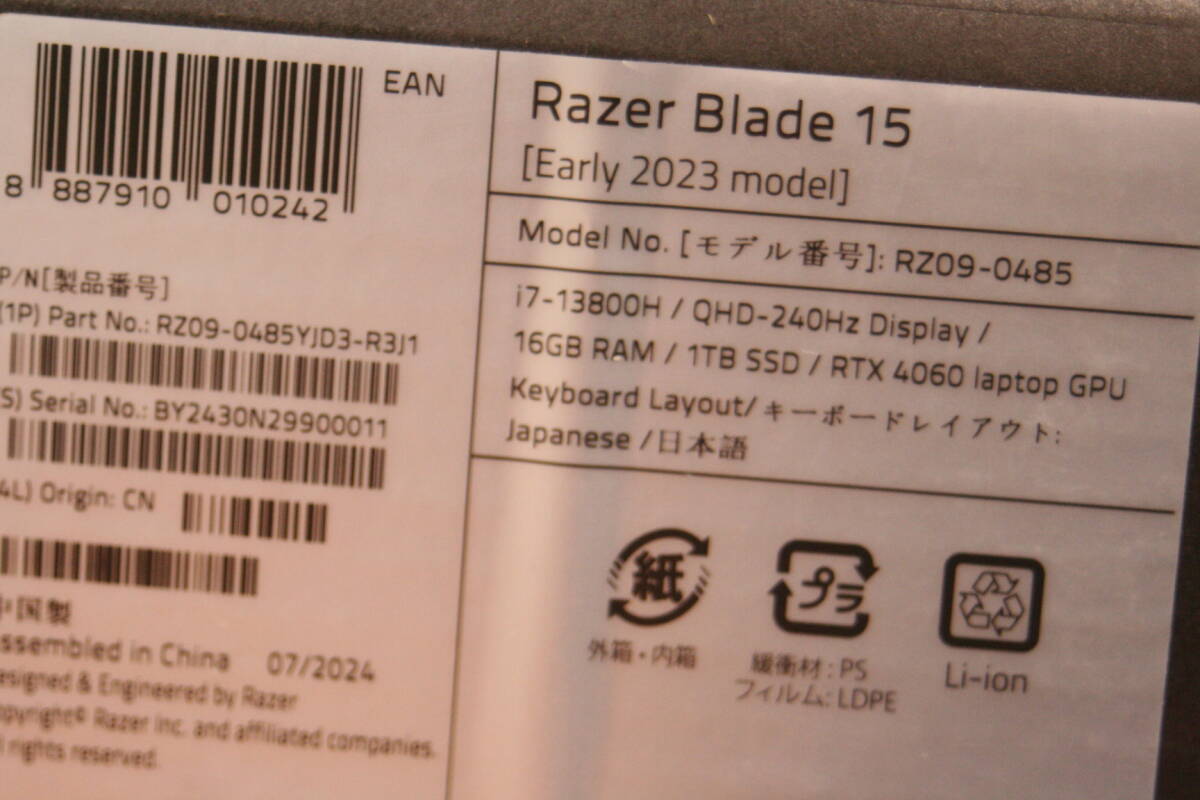 EAN
8 887910 010242
P/N[製品番号]
(1P) Part No.: RZ09-0485YJD3-R3J1
S) Serial No.: BY2430N29900011
4L) Origin: CN
国製
ssembled in China 07/2024
esigned & Engineered by Razer
opyright© Razer Inc. and affiliated companies.
l rights reserved.
Razer Blade 15
[Early 2023 model]
Model No. [モデル番号]: RZ09-0485
i7-13800H / QHD-240Hz Display /
16GB RAM / 1TB SSD / RTX 4060 laptop GPU
Keyboard Layout/キーボードレイアウト:
Japanese /日本語
紙
外箱・内箱
プラ
緩衝材: PS
フィルム: LDPE
Li-ion